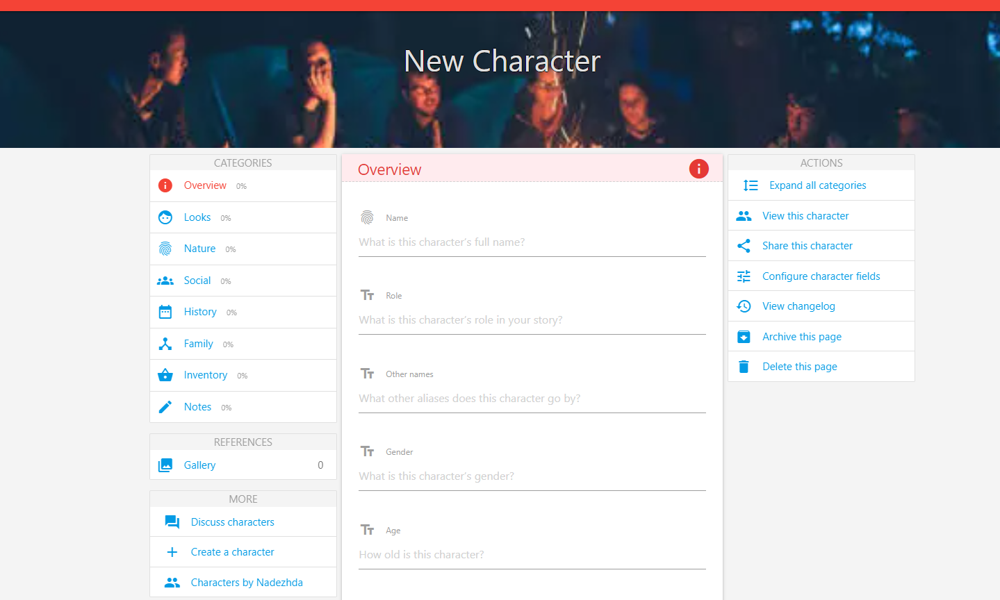 New Character
CATEGORIES
Overview 0%
Looks 0%
Nature 0%
Social 0%
History 0%
Family 0%
Inventory 0%
Notes 0%
REFERENCES
Gallery 0
MORE
Discuss characters
Create a character
Characters by Nadezhda
Overview
Name
What is this character's full name?
Role
What is this character's role in your story?
Other names
What other aliases does this character go by?
Gender
What is this character's gender?
Age
How old is this character?
ACTIONS
Expand all categories
View this character
Share this character
Configure character fields
View changelog
Archive this page
Delete this page